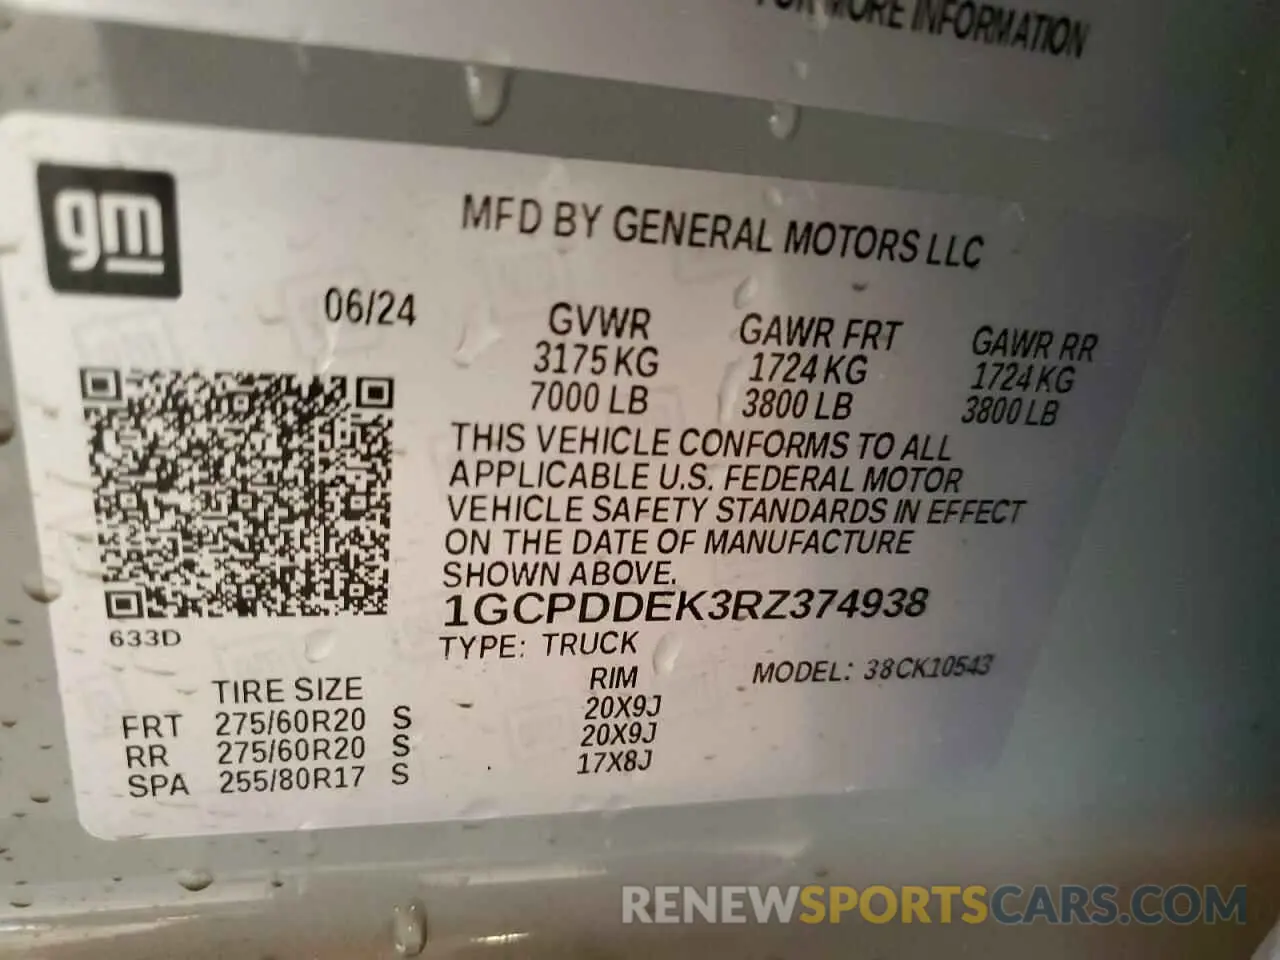 FOR MORE INFORMATION
gm
MFD BY GENERAL MOTORS LLC
06/24
GVWR GAWR FRT GAWR RR
3175 KG 1724 KG 1724 KG
7000 LB 3800 LB 3800 LB
THIS VEHICLE CONFORMS TO ALL
APPLICABLE U.S. FEDERAL MOTOR
VEHICLE SAFETY STANDARDS IN EFFECT
ON THE DATE OF MANUFACTURE
SHOWN ABOVE.
1GCPDDEK3RZ374938
633D
TYPE: TRUCK MODEL: 38CK10543
TIRE SIZE RIM
FRT 275/60R20 S 20X9J
RR 275/60R20 S 20X9J
SPA 255/80R17 S 17X8J
RENEWSPORTSCARS.COM